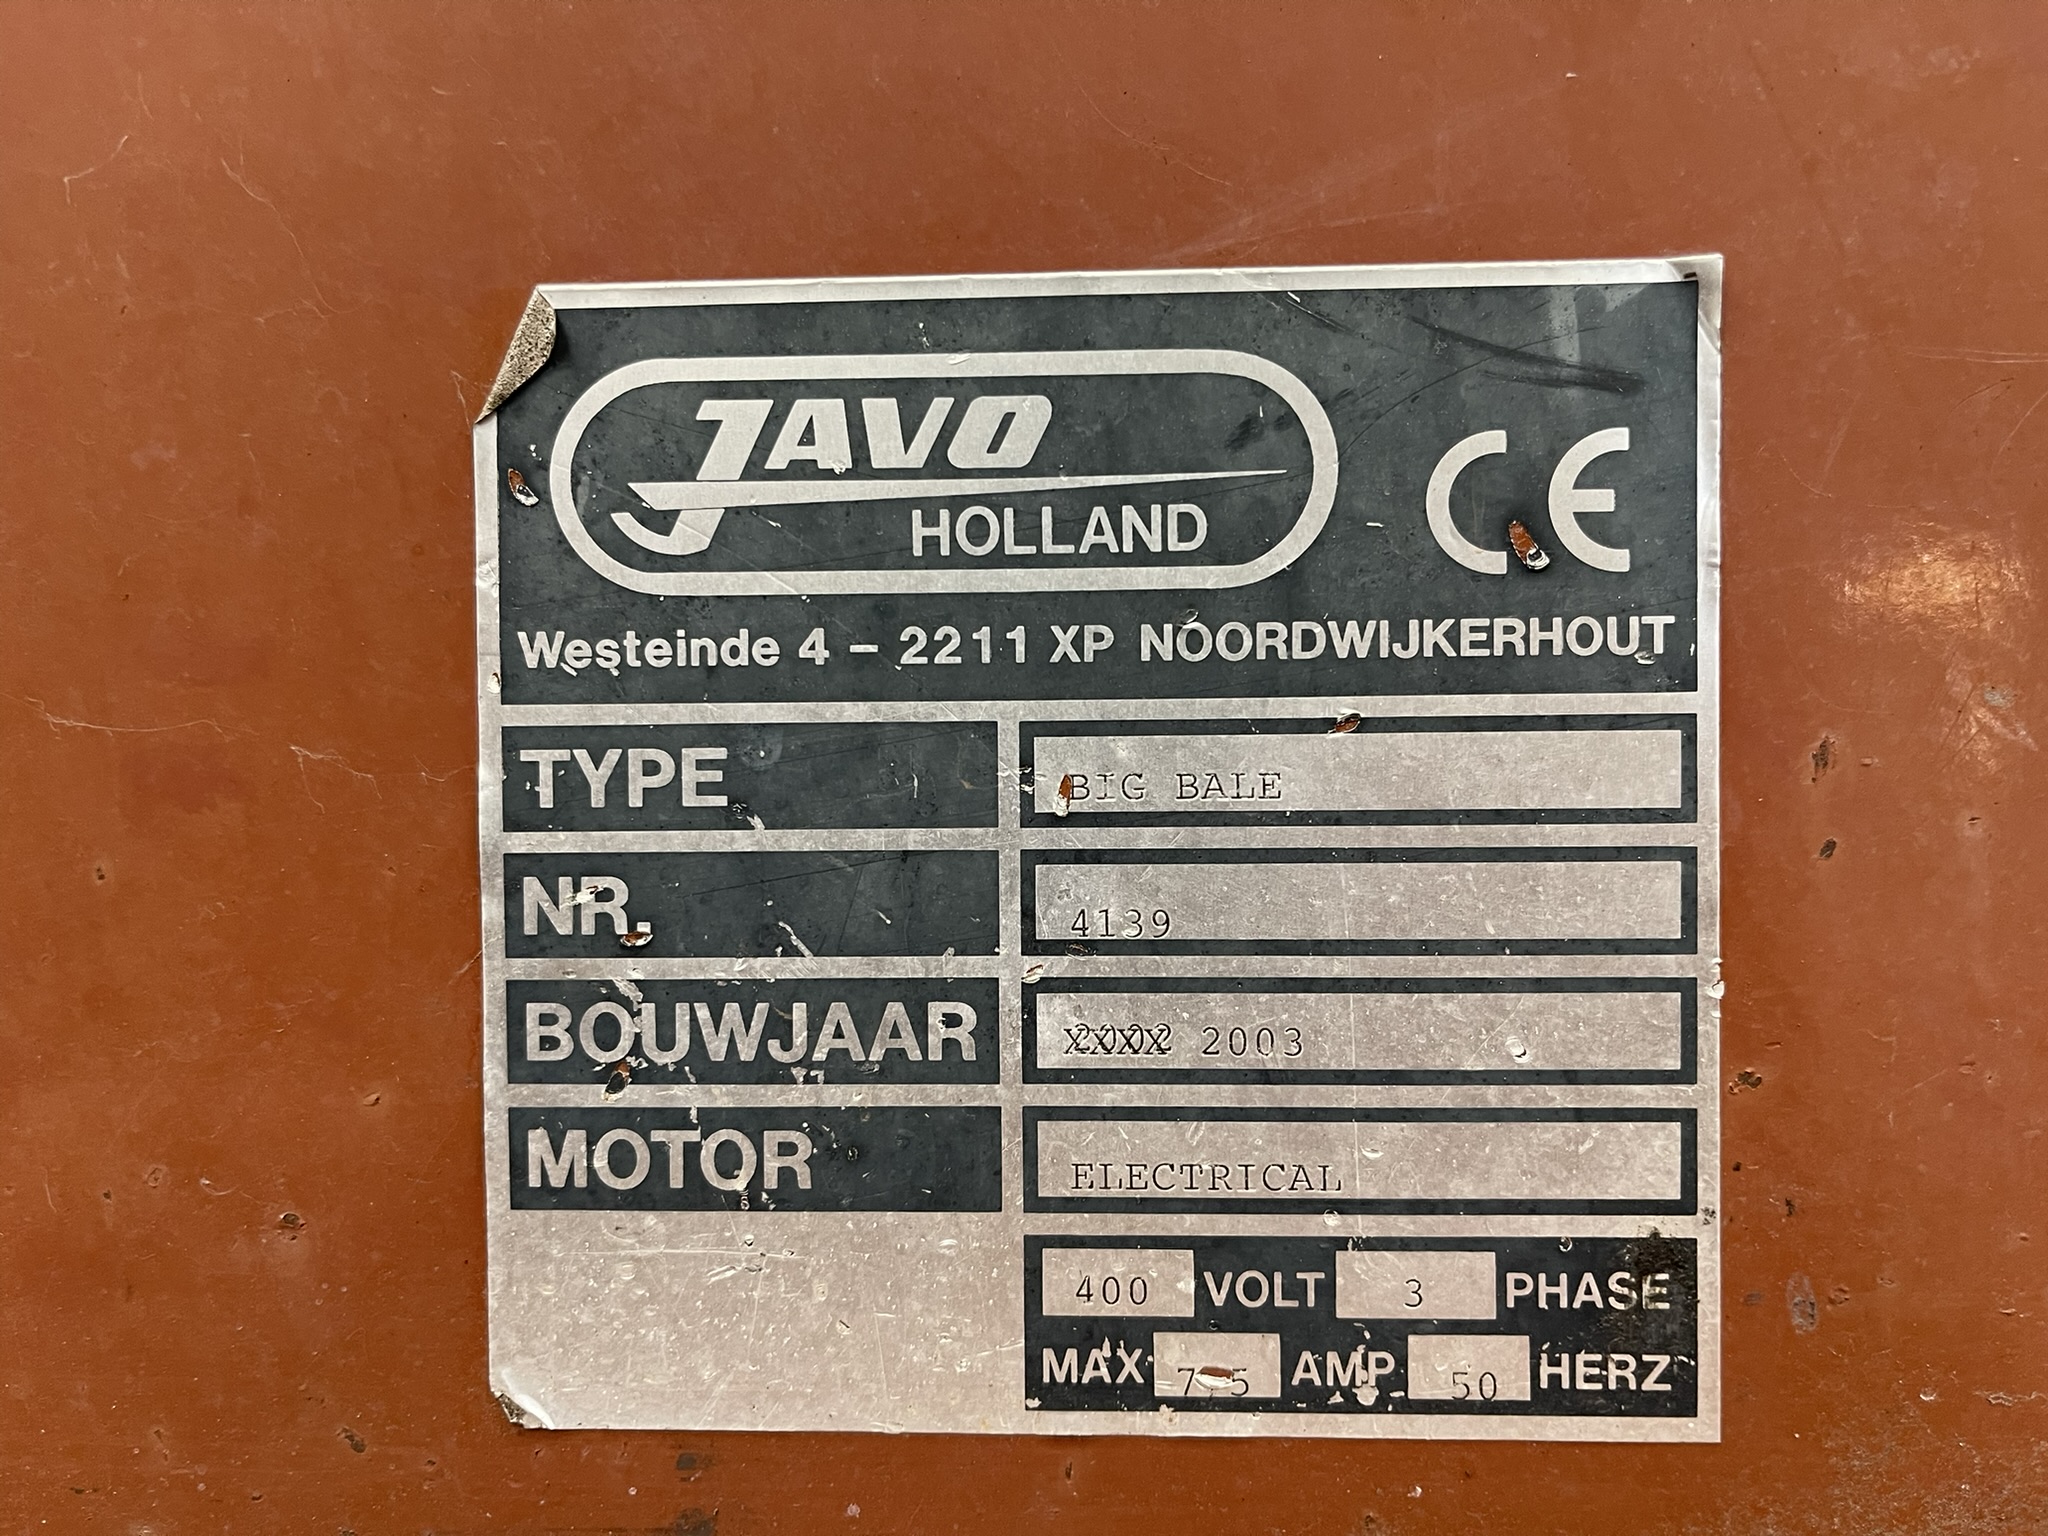 JAVO
HOLLAND
CE
Westeinde 4 – 2211 XP NOORDWIJKERHOUT
TYPE BIG BALE
NR. 4139
BOUWJAAR 2002 2003
MOTOR ELECTRICAL
400 VOLT 3 PHASE
MAX 7,5 AMP 50 HERZ